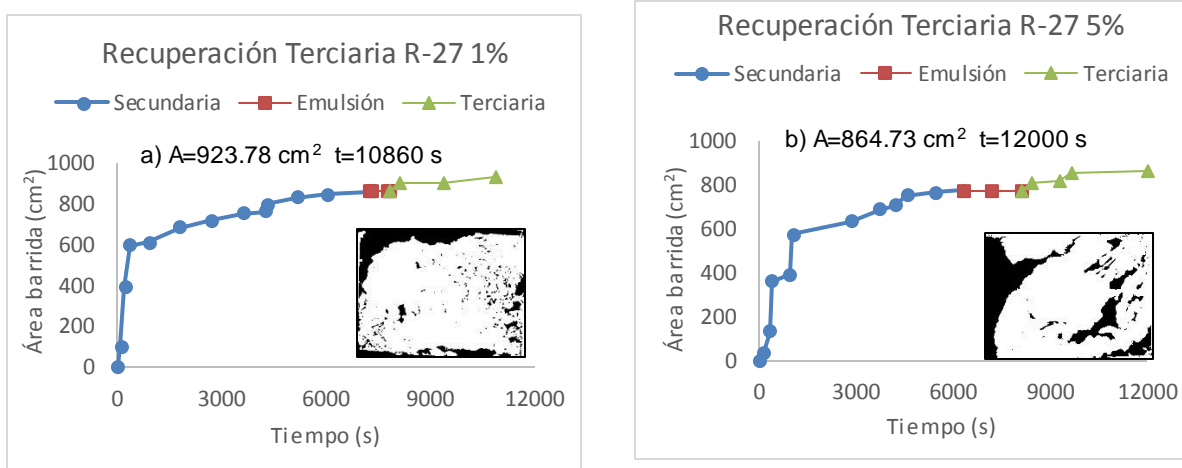 Recuperación Terciaria R-27 1%
Secundaria Emulsión Terciaria
a) A=923.78 cm² t=10860 s
Área barrida (cm²)
1000
800
600
400
200
0
0 3000 6000 9000 12000
Tiempo (s)
Recuperación Terciaria R-27 5%
Secundaria Emulsión Terciaria
b) A=864.73 cm² t=12000 s
Área barrida (cm²)
1000
800
600
400
200
0
0 3000 6000 9000 12000
Tiempo (s)